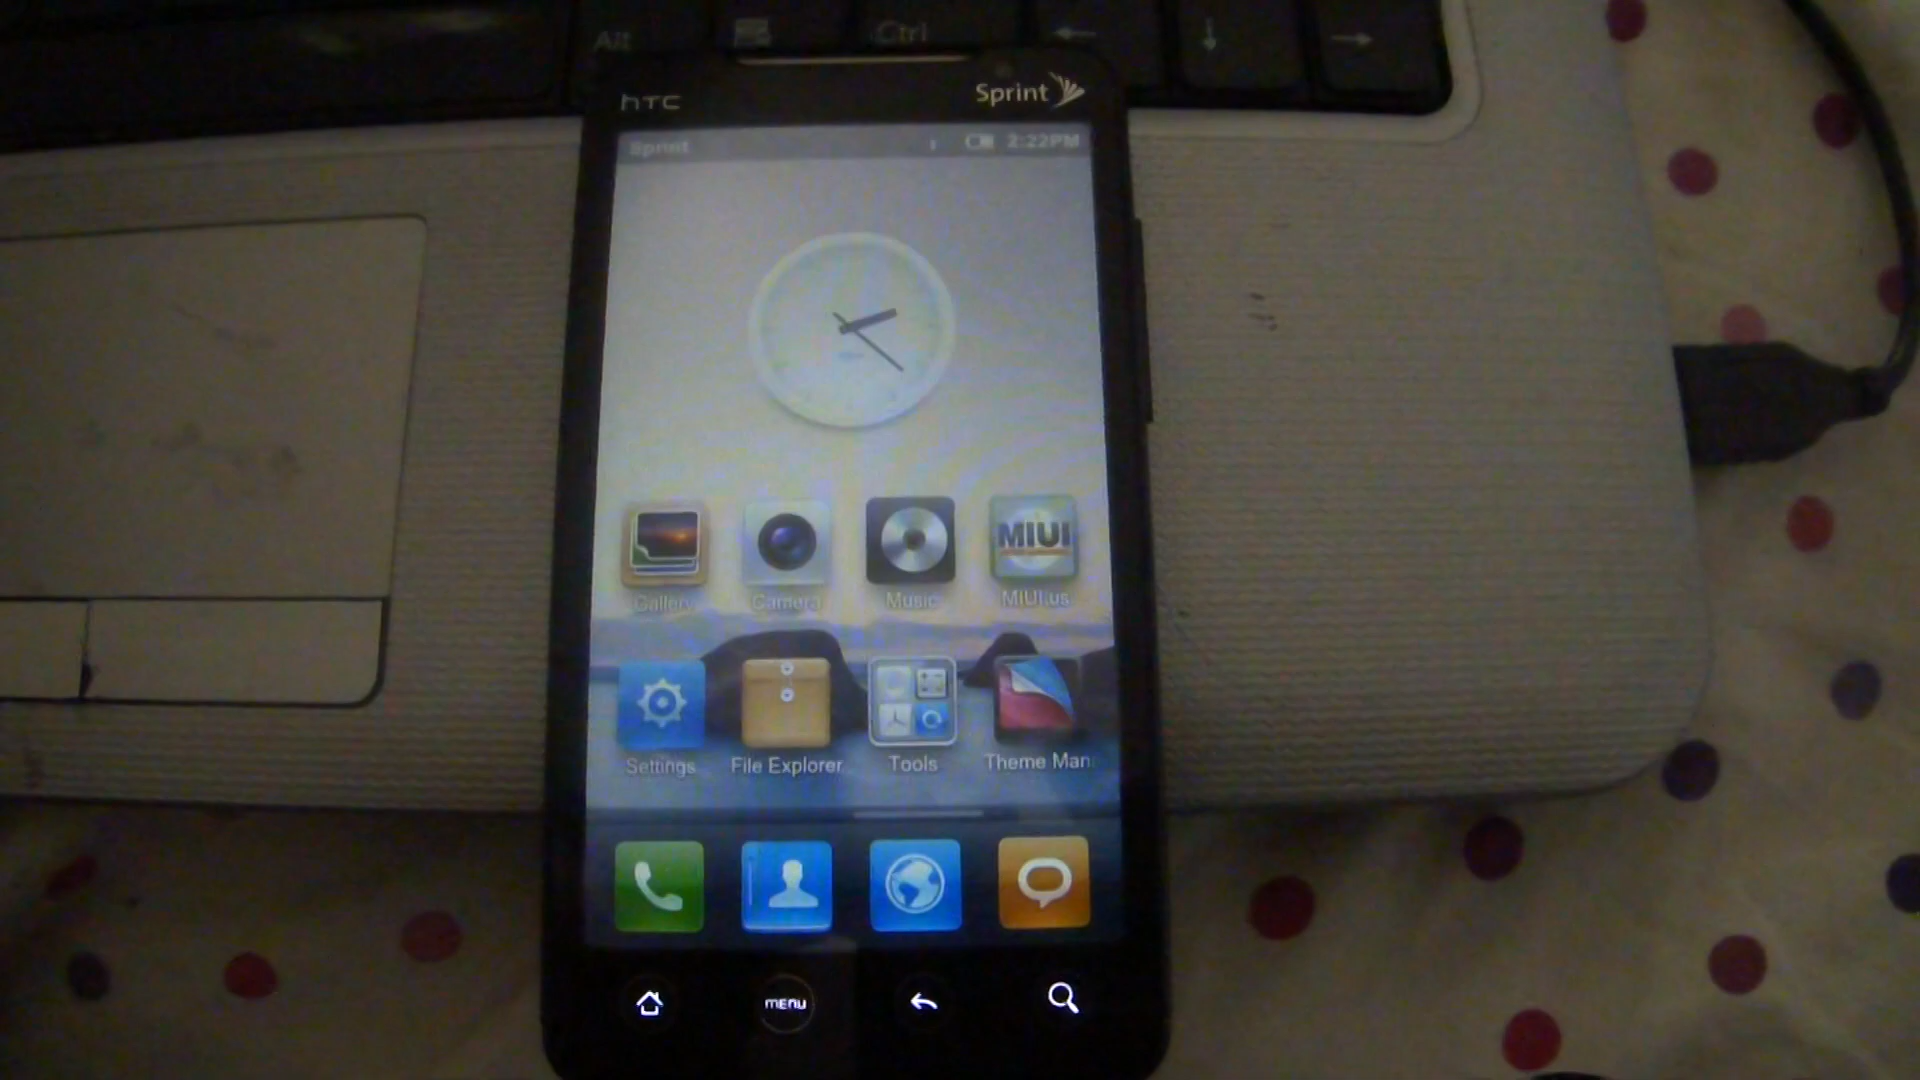 Alt
Ctrl
hTC
Sprint
Sprint
2:22PM
MIUI
Gallery
Camera
Music
MIUI.us
Settings
File Explorer
Tools
Theme Man
menu